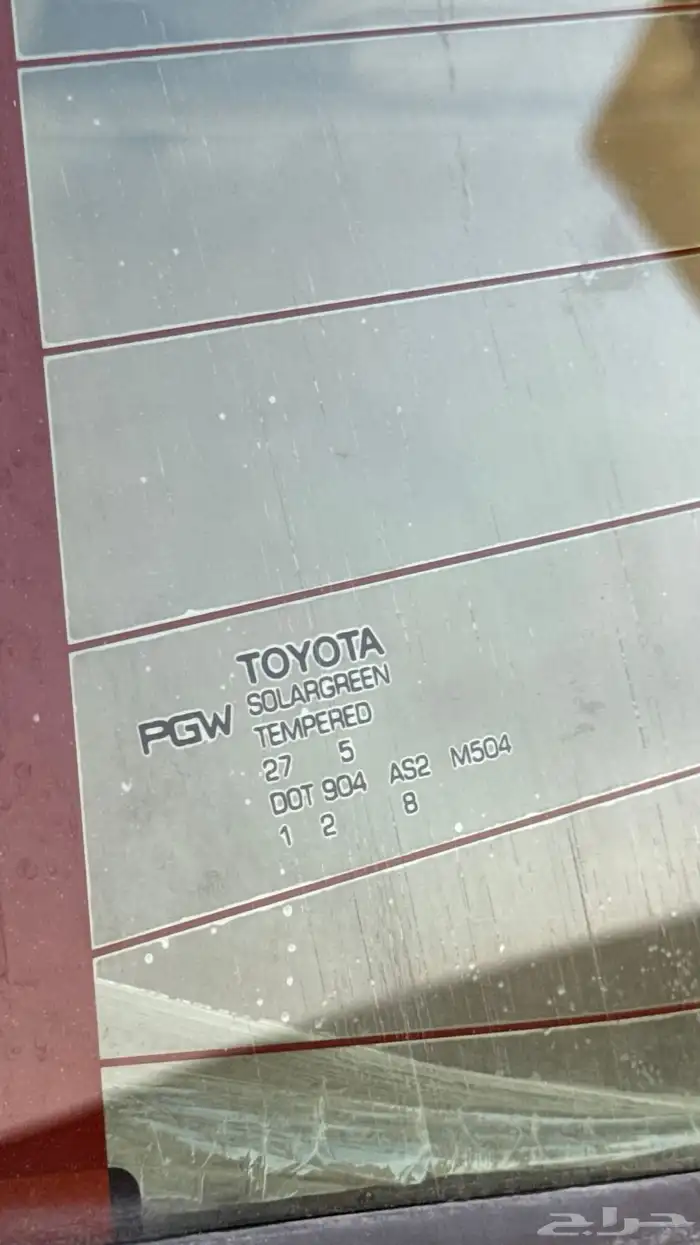 TOYOTA
PGW SOLARGREEN
TEMPERED
27 5
DOT 904 AS2 M504
1 2 8
حراج